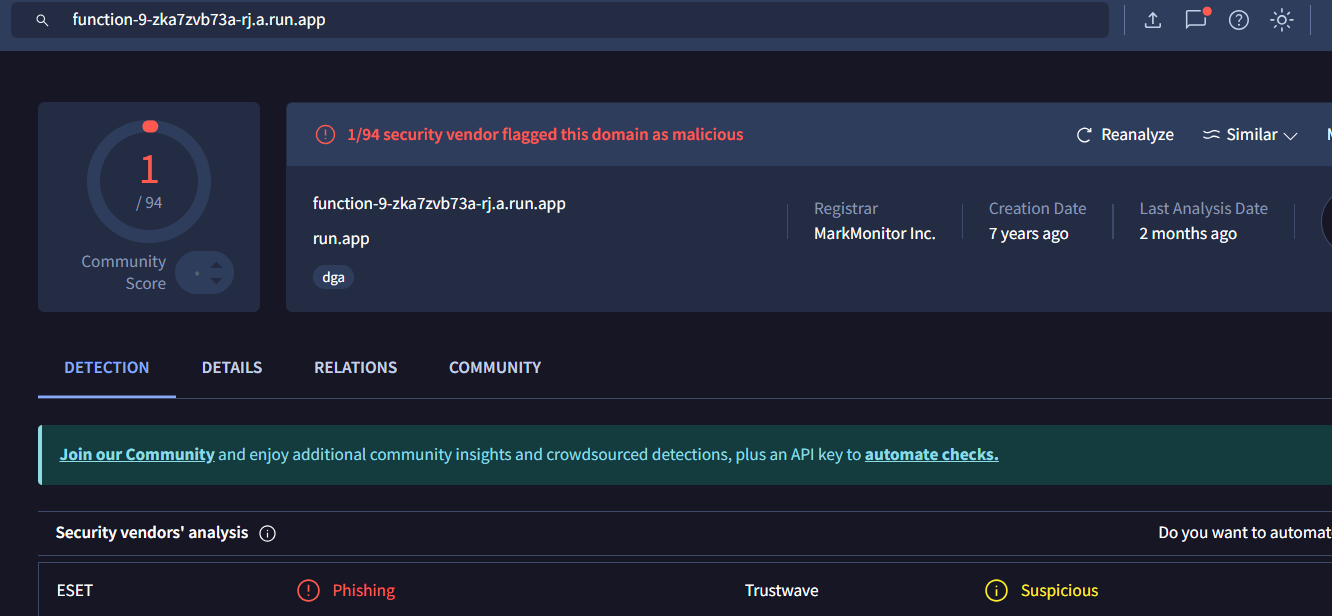 function-9-zka7zvb73a-rj.a.run.app
1/94 security vendor flagged this domain as malicious
Reanalyze
Similar
1
/ 94
Community
Score
function-9-zka7zvb73a-rj.a.run.app
run.app
dga
Registrar
MarkMonitor Inc.
Creation Date
7 years ago
Last Analysis Date
2 months ago
DETECTION
DETAILS
RELATIONS
COMMUNITY
Join our Community and enjoy additional community insights and crowdsourced detections, plus an API key to automate checks.
Security vendors' analysis
Do you want to automat
ESET
Phishing
Trustwave
Suspicious